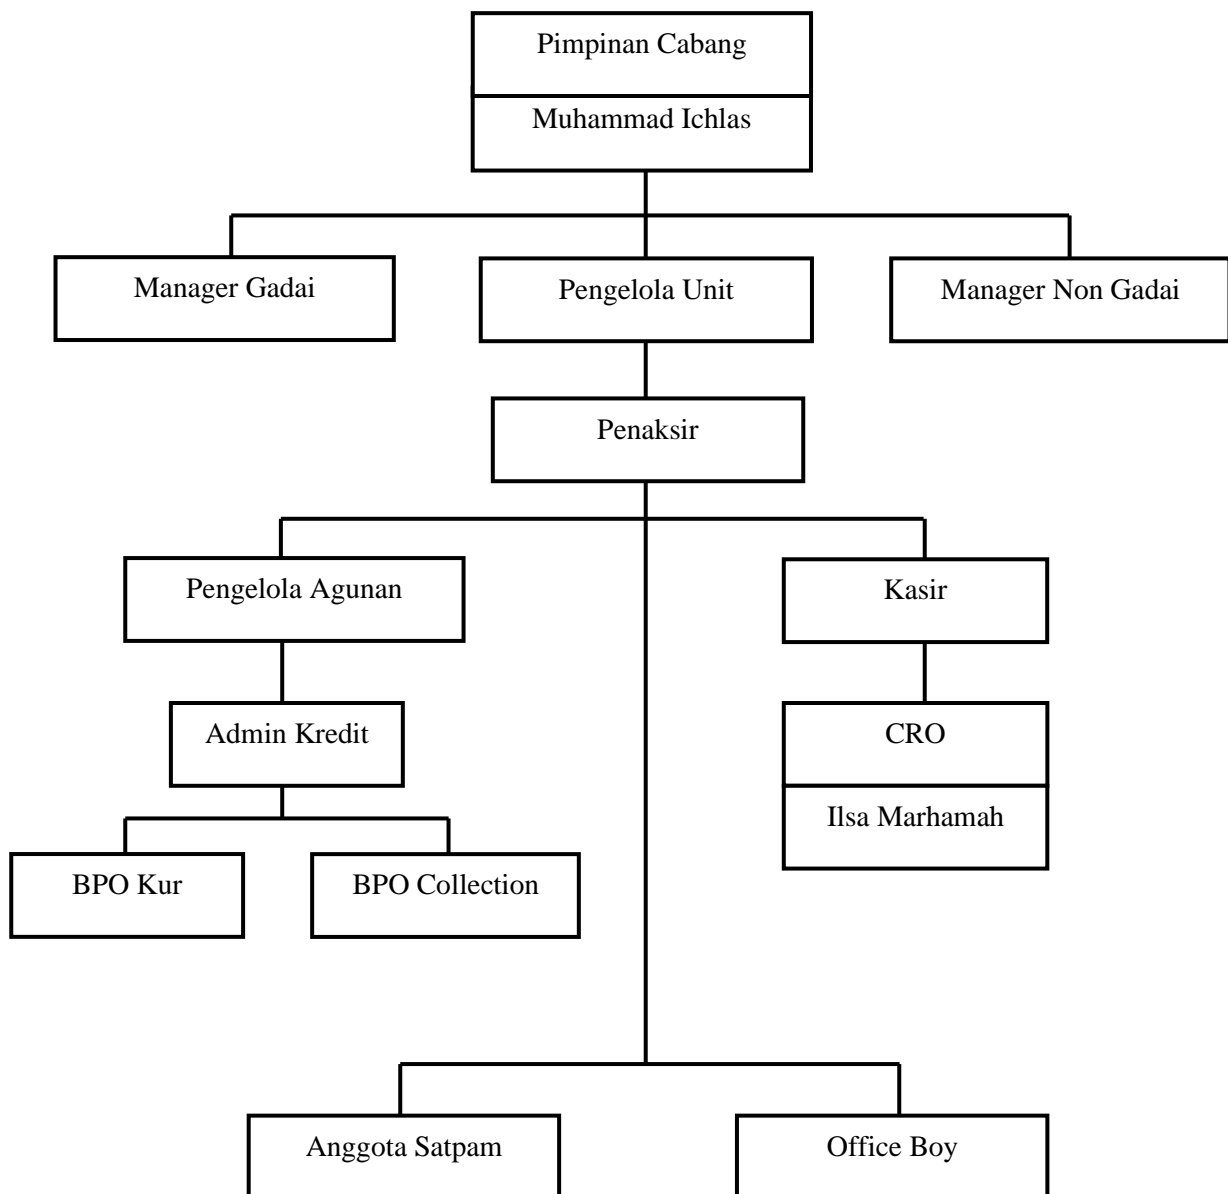 Pimpinan Cabang
Muhammad Ichlas
Manager Gadai
Pengelola Unit
Manager Non Gadai
Penaksir
Pengelola Agunan
Kasir
Admin Kredit
CRO
Ilsa Marhamah
BPO Kur
BPO Collection
Anggota Satpam
Office Boy